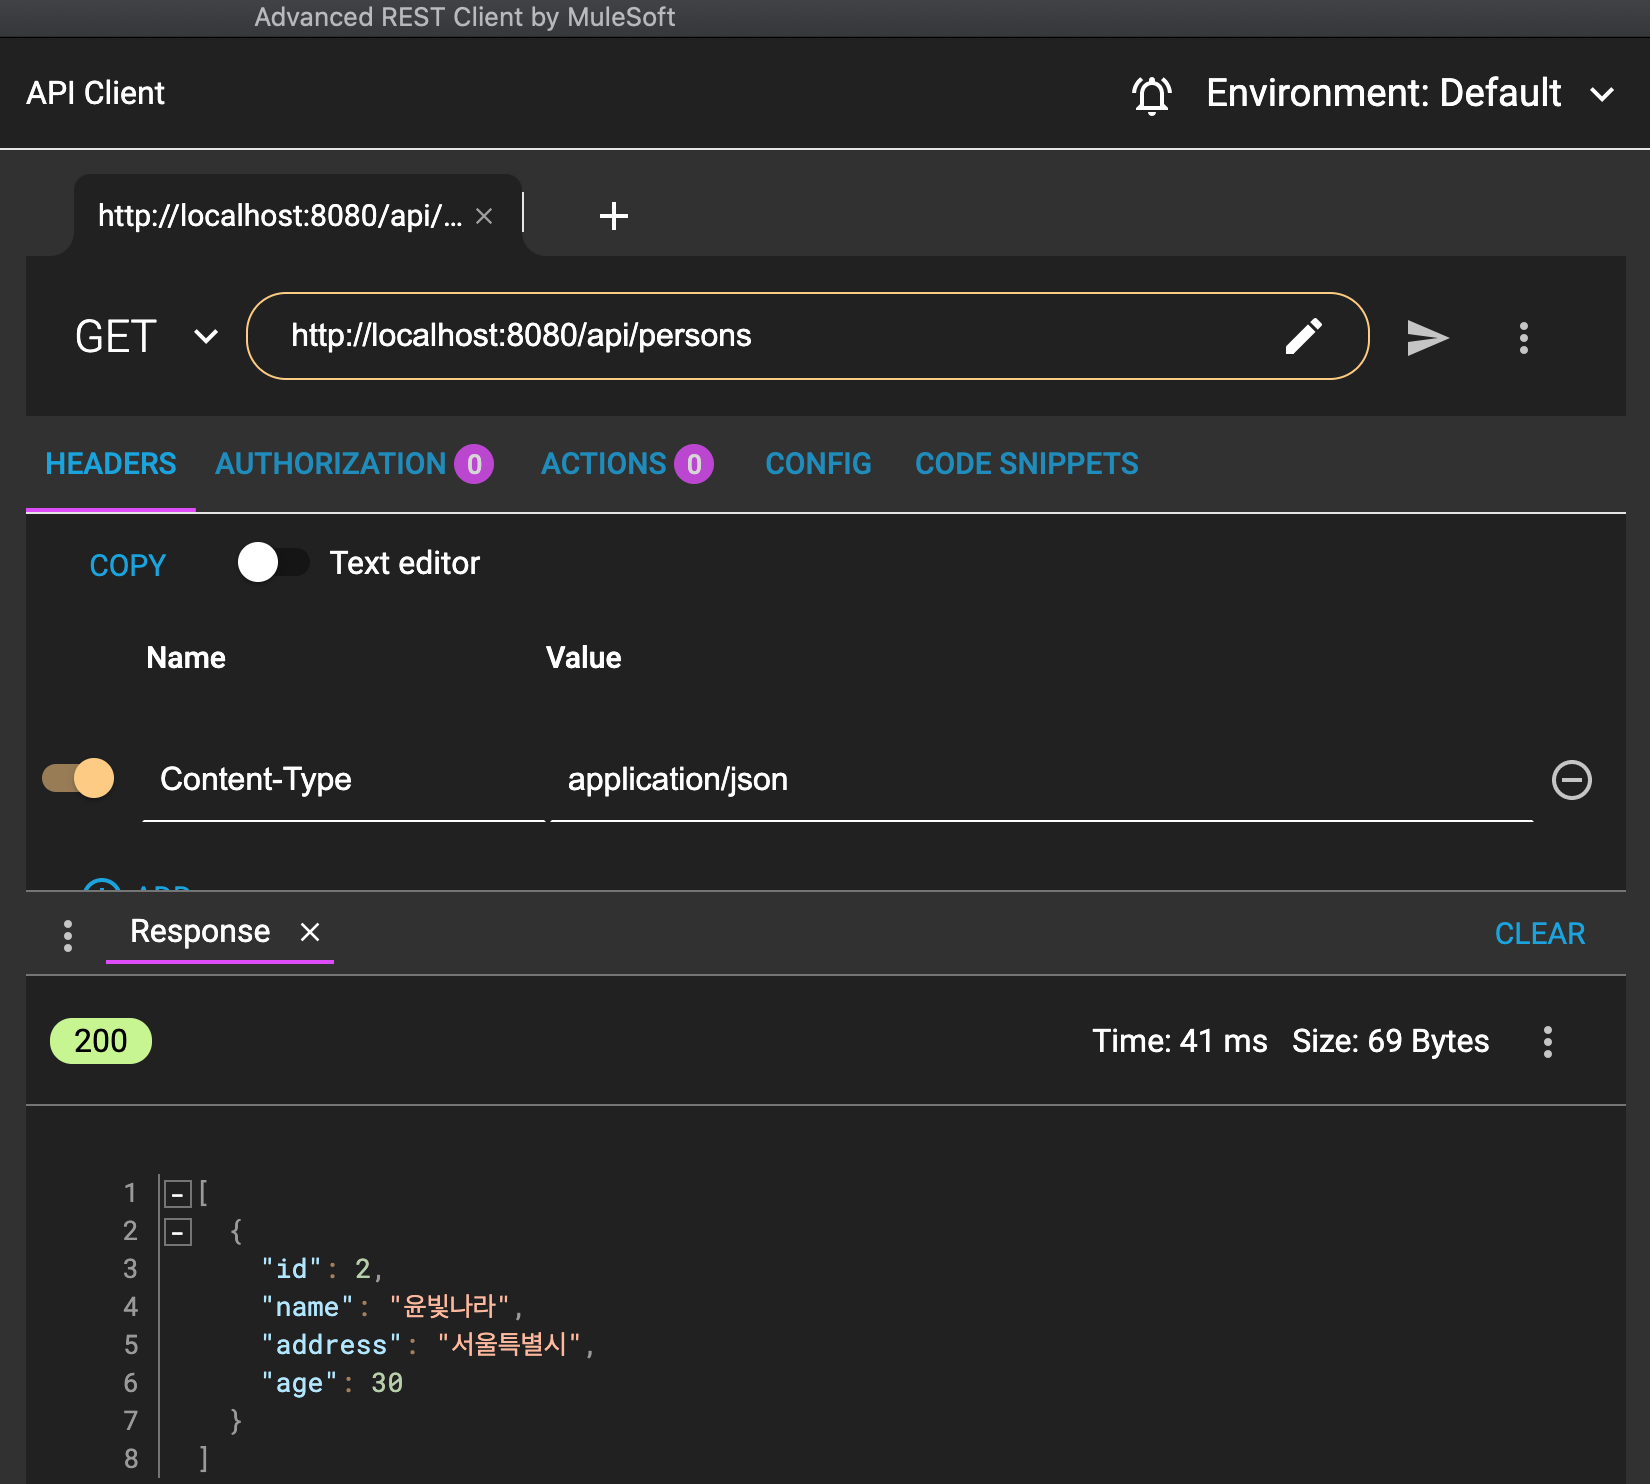 Advanced REST Client by MuleSoft
API Client
Environment: Default
http://localhost:8080/api/...
GET
http://localhost:8080/api/persons
HEADERS AUTHORIZATION 0 ACTIONS 0 CONFIG CODE SNIPPETS
COPY Text editor
Name Value
Content-Type application/json
ADD
Response
CLEAR
200 Time: 41 ms Size: 69 Bytes
1 [
2 {
3 "id": 2,
4 "name": "윤빛나라",
5 "address": "서울특별시",
6 "age": 30
7 }
8 ]